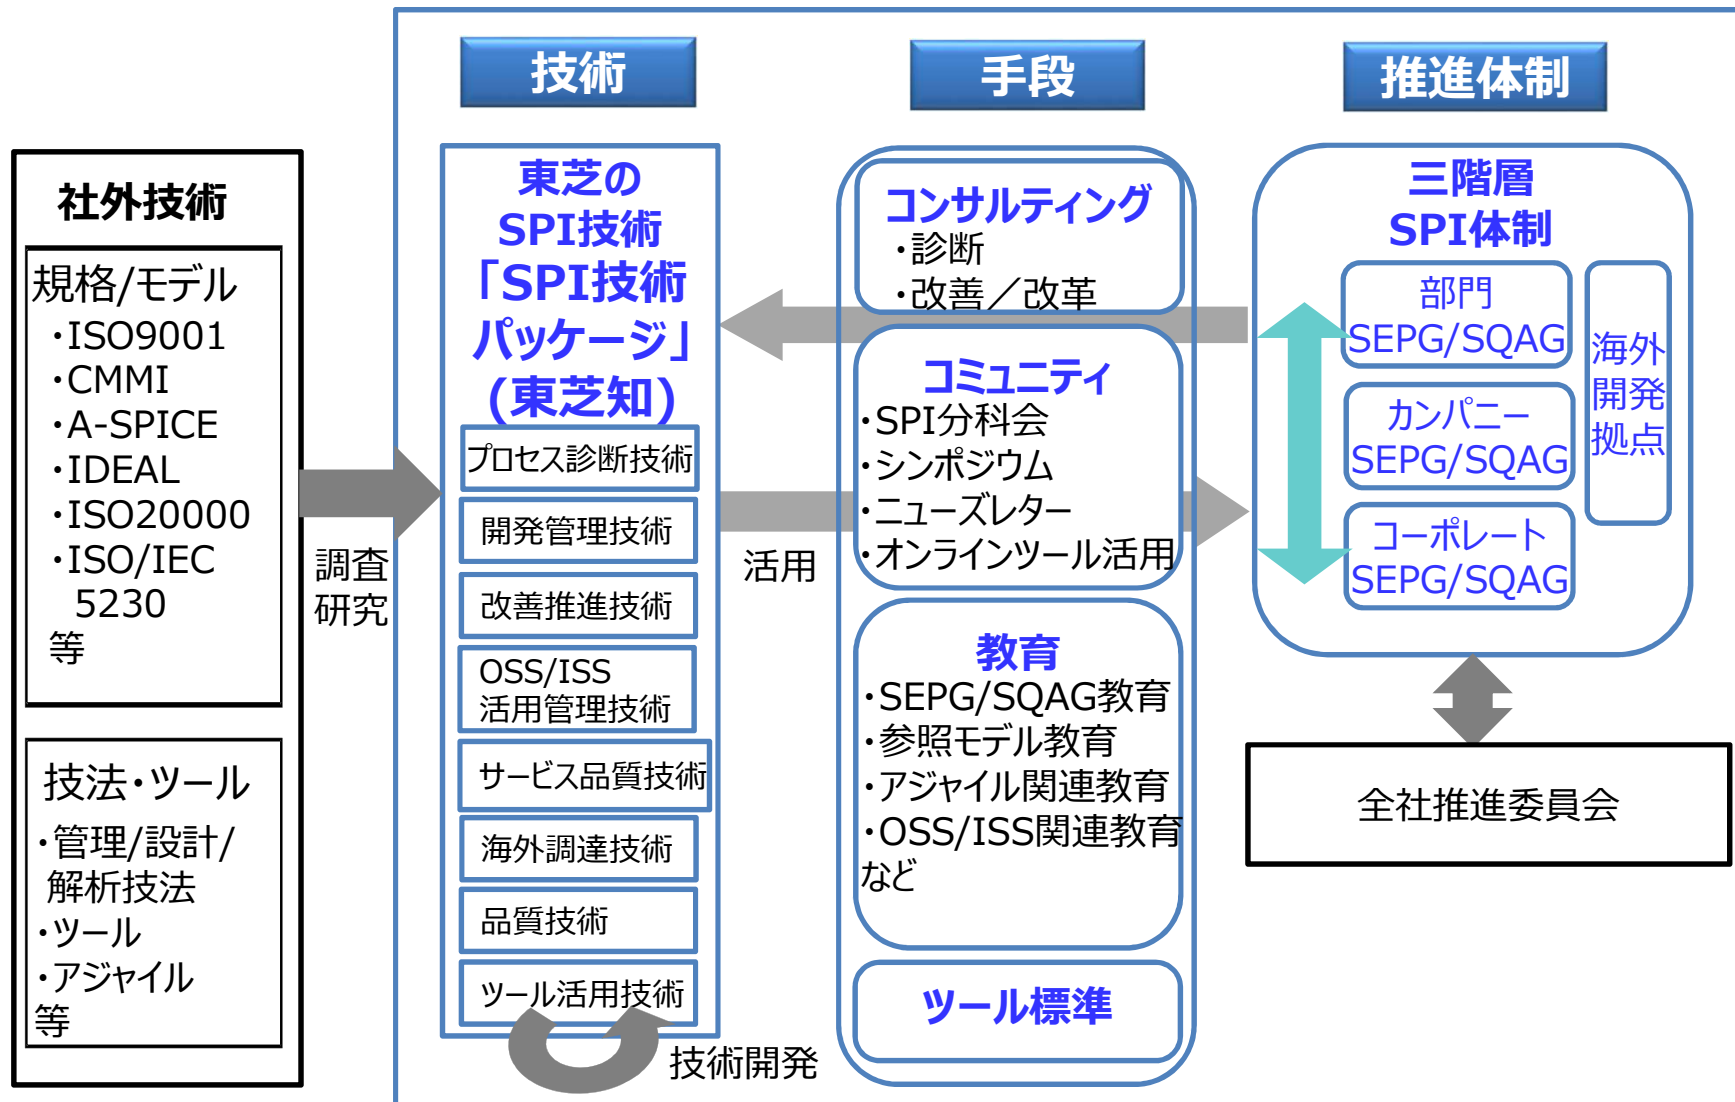 技術
手段
推進体制
社外技術
規格/モデル
・ISO9001
・CMMI
・A-SPICE
・IDEAL
・ISO20000
・ISO/IEC
5230
等
技法・ツール
・管理/設計/
解析技法
・ツール
・アジャイル
等
調査
研究
東芝の
SPI技術
「SPI技術
パッケージ」
(東芝知)
プロセス診断技術
開発管理技術
改善推進技術
OSS/ISS
活用管理技術
サービス品質技術
海外調達技術
品質技術
ツール活用技術
技術開発
活用
コンサルティング
・診断
・改善／改革
コミュニティ
・SPI分科会
・シンポジウム
・ニューズレター
・オンラインツール活用
教育
・SEPG/SQAG教育
・参照モデル教育
・アジャイル関連教育
・OSS/ISS関連教育
など
ツール標準
三階層
SPI体制
部門
SEPG/SQAG
カンパニー
SEPG/SQAG
コーポレート
SEPG/SQAG
海外
開発
拠点
全社推進委員会